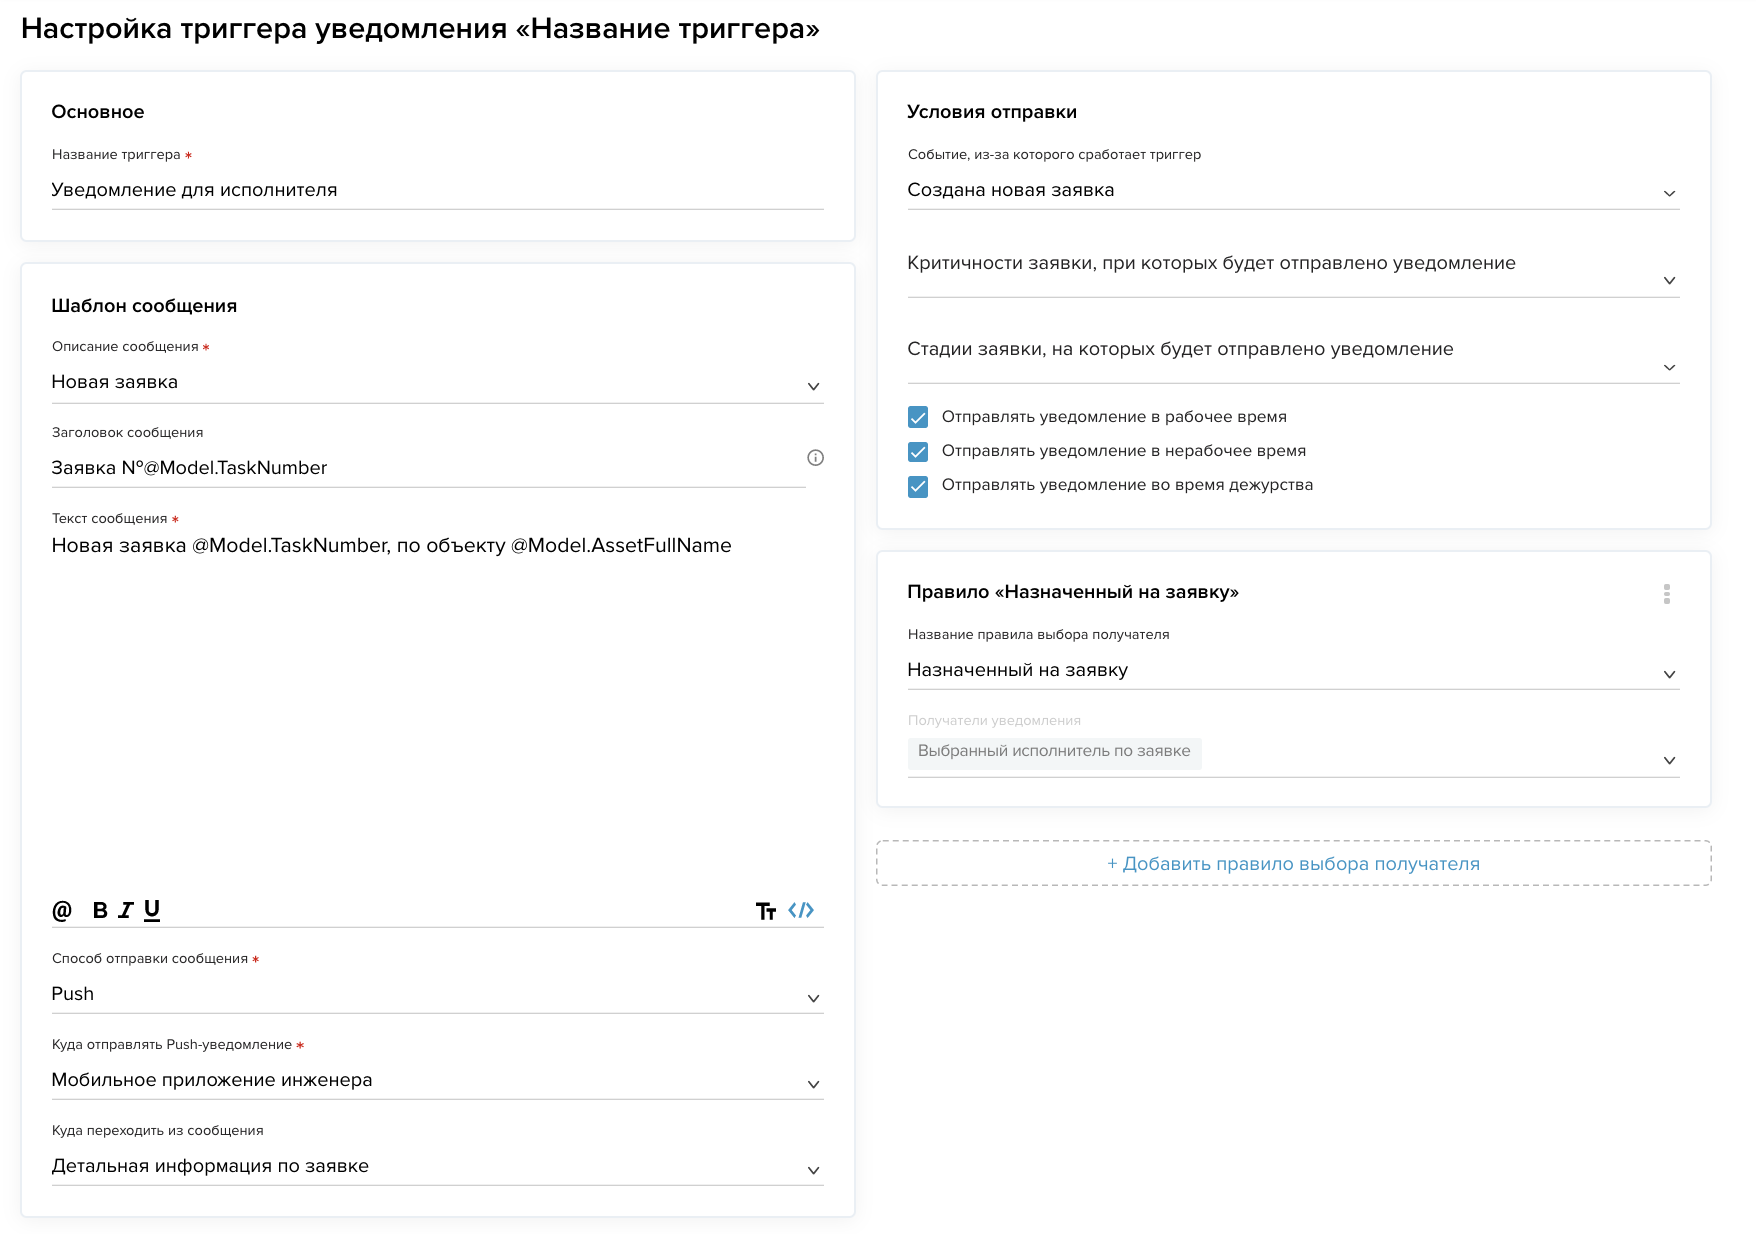 Настройка триггера уведомления «Название триггера»
Основное
Название триггера *
Уведомление для исполнителя
Шаблон сообщения
Описание сообщения *
Новая заявка
Заголовок сообщения
Заявка №@Model.TaskNumber
Текст сообщения *
Новая заявка @Model.TaskNumber, по объекту @Model.AssetFullName
@ B I U Tт </>
Способ отправки сообщения *
Push
Куда отправлять Push-уведомление *
Мобильное приложение инженера
Куда переходить из сообщения
Детальная информация по заявке
Условия отправки
Событие, из-за которого сработает триггер
Создана новая заявка
Критичности заявки, при которых будет отправлено уведомление
Стадии заявки, на которых будет отправлено уведомление
Отправлять уведомление в рабочее время
Отправлять уведомление в нерабочее время
Отправлять уведомление во время дежурства
Правило «Назначенный на заявку»
Название правила выбора получателя
Назначенный на заявку
Получатели уведомления
Выбранный исполнитель по заявке
+ Добавить правило выбора получателя